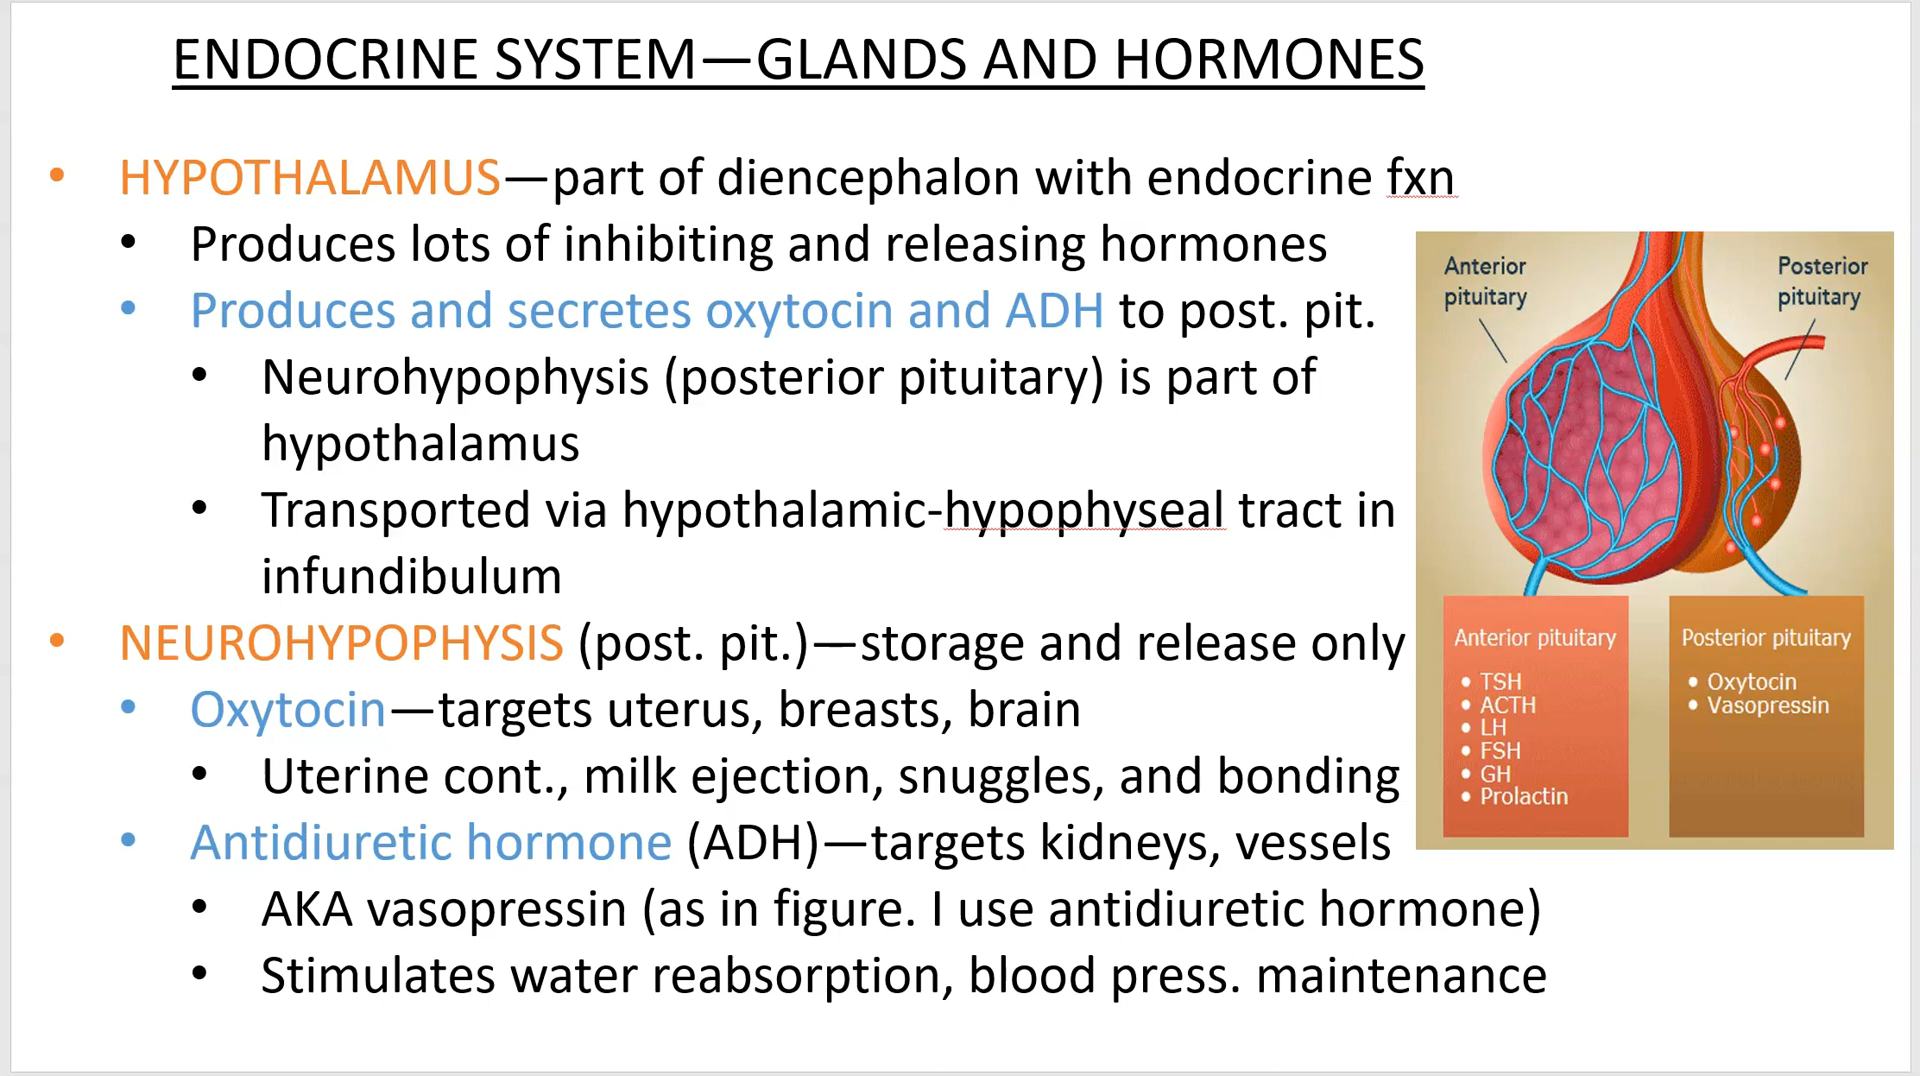 ENDOCRINE SYSTEM—GLANDS AND HORMONES
• HYPOTHALAMUS—part of diencephalon with endocrine fxn
• Produces lots of inhibiting and releasing hormones
• Produces and secretes oxytocin and ADH to post. pit.
• Neurohypophysis (posterior pituitary) is part of
hypothalamus
• Transported via hypothalamic-hypophyseal tract in
infundibulum
• NEUROHYPOPHYSIS (post. pit.)—storage and release only
• Oxytocin—targets uterus, breasts, brain
• Uterine cont., milk ejection, snuggles, and bonding
• Antidiuretic hormone (ADH)—targets kidneys, vessels
• AKA vasopressin (as in figure. I use antidiuretic hormone)
• Stimulates water reabsorption, blood press. maintenance
Anterior
pituitary
Posterior
pituitary
Anterior pituitary
• TSH
• ACTH
• LH
• FSH
• GH
• Prolactin
Posterior pituitary
• Oxytocin
• Vasopressin